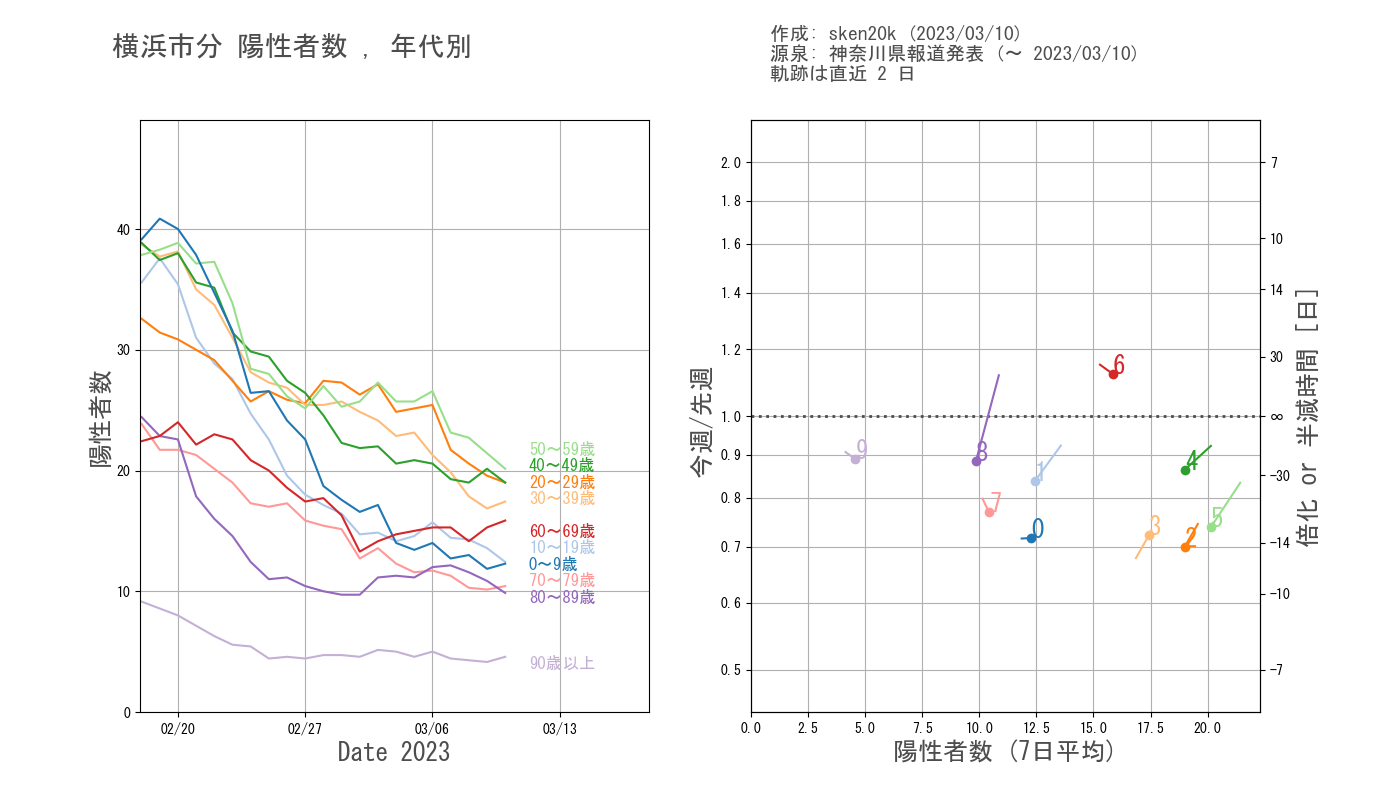 横浜市分 陽性者数 , 年代別
作成: sken20k (2023/03/10)
源泉: 神奈川県報道発表 (〜 2023/03/10)
軌跡は直近 2 日
陽性者数
40
30
20
10
0
02/20
02/27
03/06
03/13
Date 2023
50〜59歳
40〜49歳
20〜29歳
30〜39歳
60〜69歳
10〜19歳
0〜9歳
70〜79歳
80〜89歳
90歳以上
今週/先週
2.0
1.8
1.6
1.4
1.2
1.0
0.9
0.8
0.7
0.6
0.5
0.0
2.5
5.0
7.5
10.0
12.5
15.0
17.5
20.0
陽性者数 (7日平均)
6
9
8
1
4
7
0
3
2
5
7
10
14
30
∞
-30
-14
-10
-7
倍化 or 半減時間 [日]